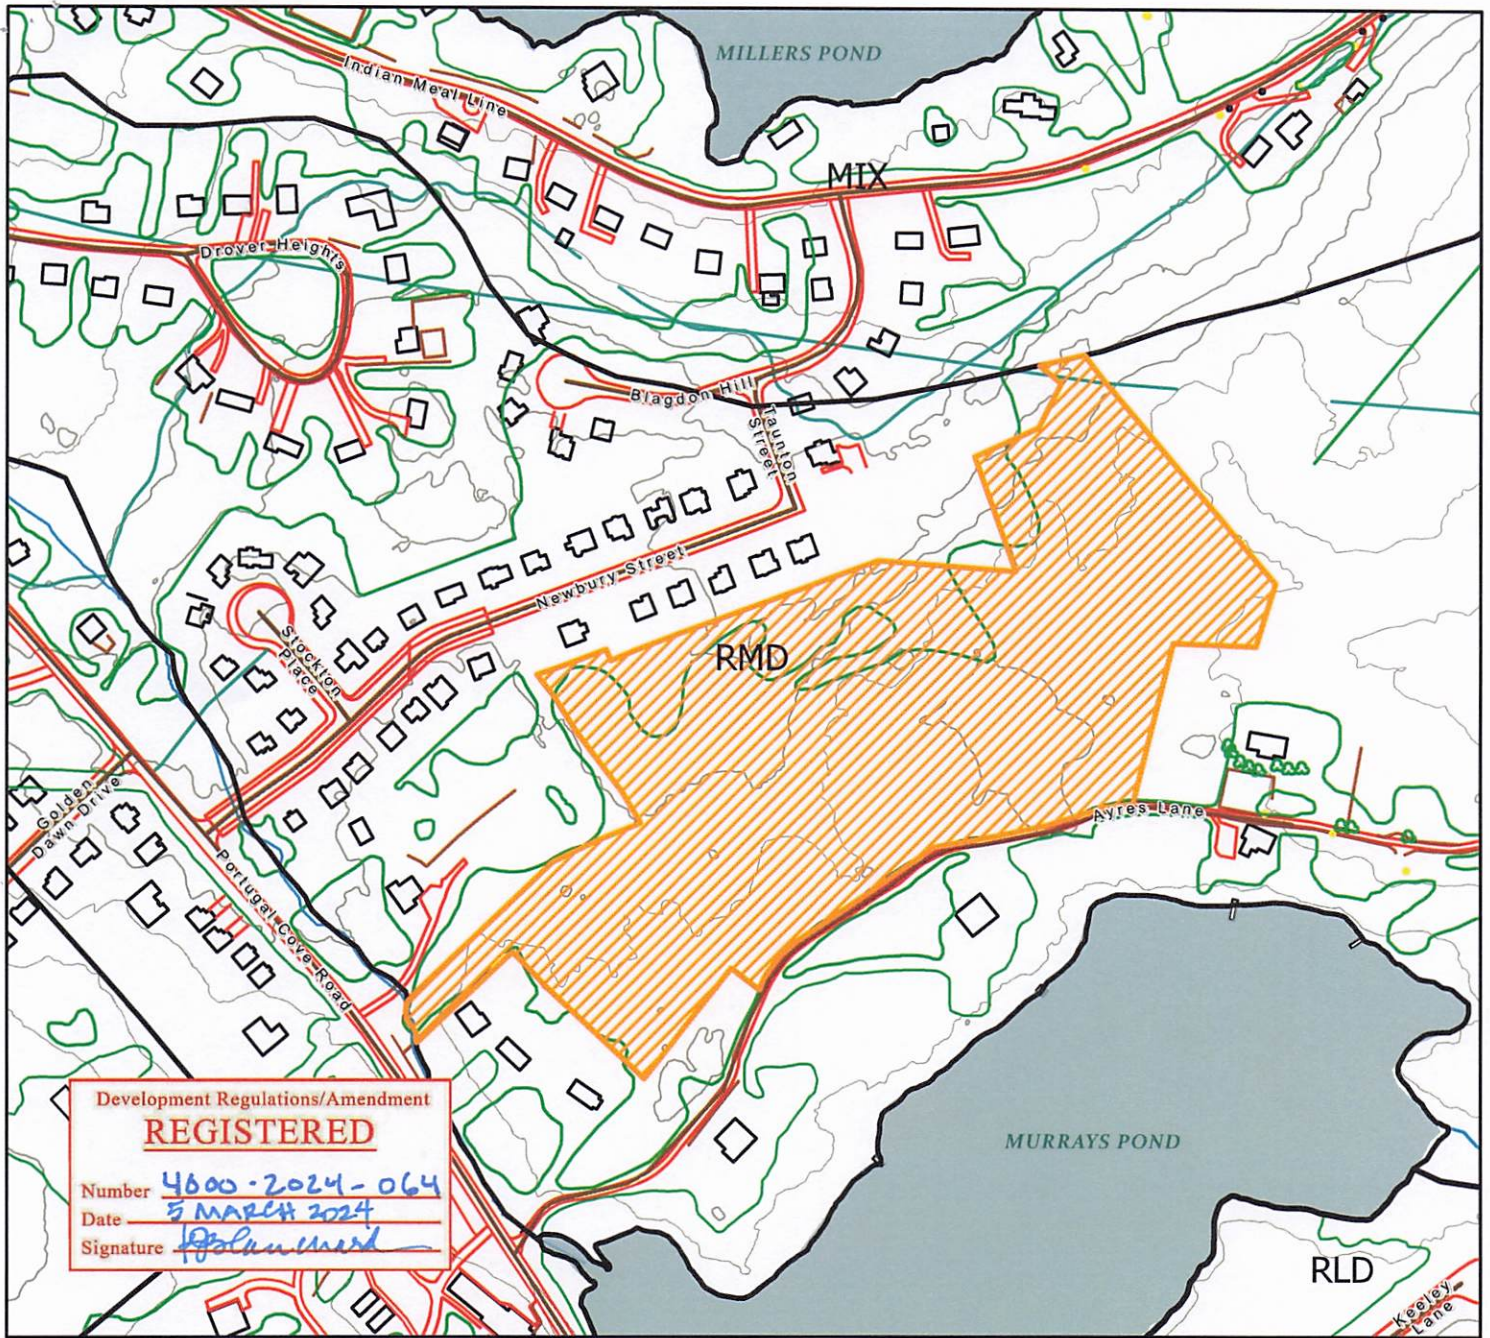 MILLERS POND
Indian Meal Line
MIX
Drover Heights
Blagdon Hill
Taunton
Street
Newbury Street
Stockton
Place
RMD
Golden
Dawn Drive
Ayres Lane
Portugal Cove Road
Development Regulations/Amendment
REGISTERED
Number 4000-2024-064
Date 5 MARCH 2024
Signature
MURRAYS POND
RLD
Keeley
Lane